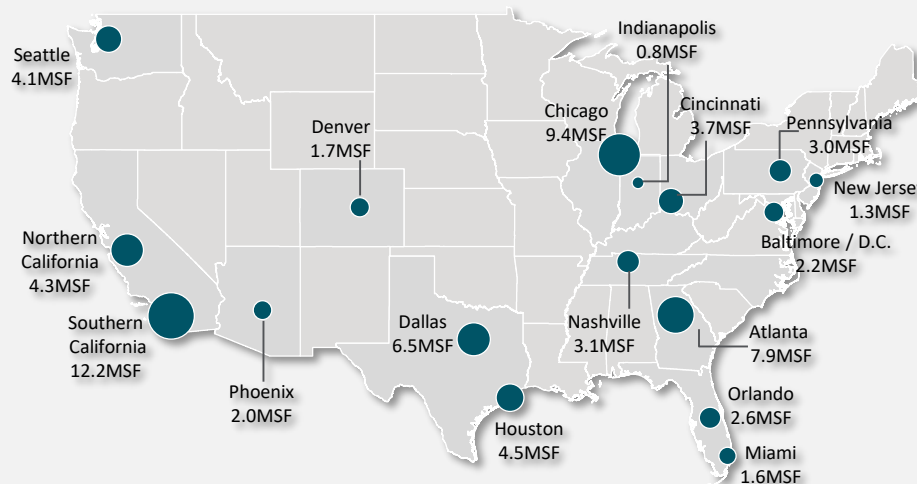 Seattle
4.1MSF
Northern
California
4.3MSF
Southern
California
12.2MSF
Phoenix
2.0MSF
Denver
1.7MSF
Dallas
6.5MSF
Houston
4.5MSF
Chicago
9.4MSF
Indianapolis
0.8MSF
Cincinnati
3.7MSF
Pennsylvania
3.0MSF
New Jerse
1.3MSF
Baltimore / D.C.
2.2MSF
Nashville
3.1MSF
Atlanta
7.9MSF
Orlando
2.6MSF
Miami
1.6MSF